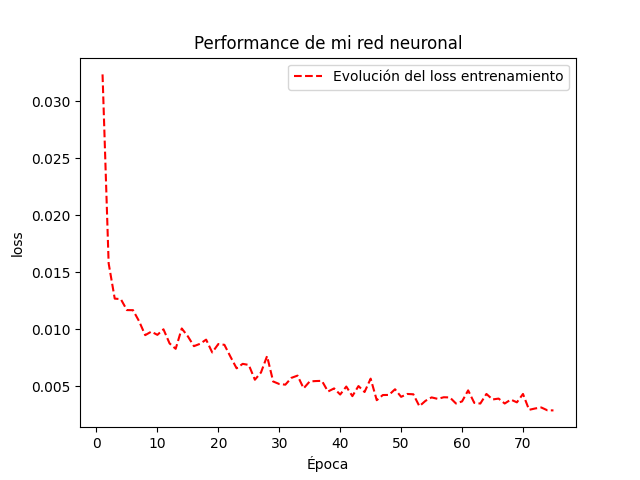 Performance de mi red neuronal
Evolución del loss entrenamiento
0.030
0.025
0.020
0.015
0.010
0.005
loss
0 10 20 30 40 50 60 70
Época